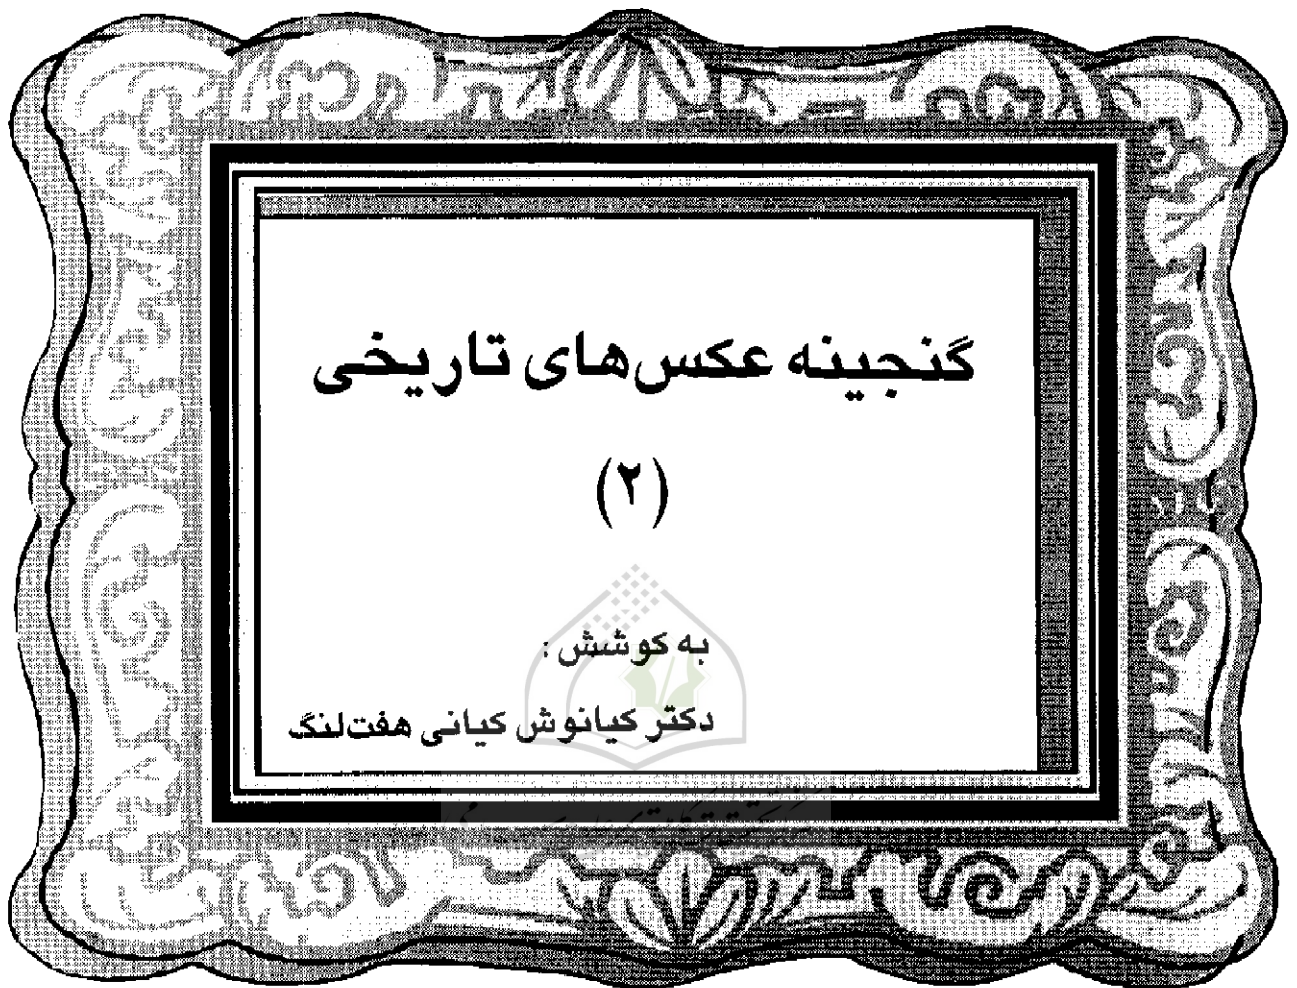 گنجینه عکس‌های تاریخی
(۲)
به کوشش :
دکتر کیانوش کیانی هفت‌لنگ